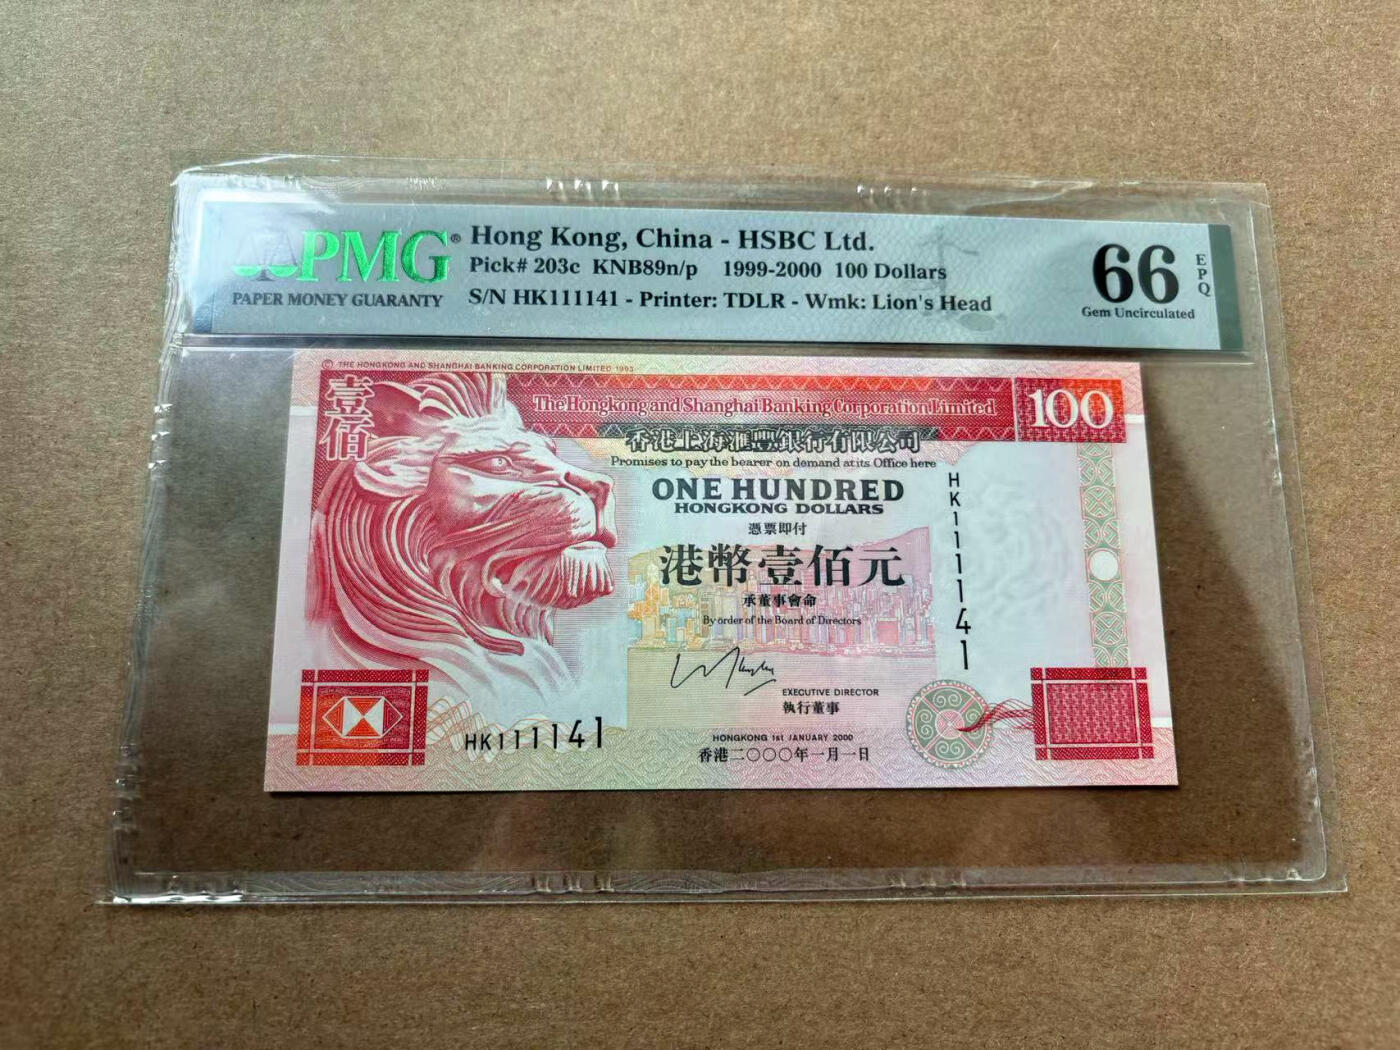 PMG®
PAPER MONEY GUARANTY
Hong Kong, China - HSBC Ltd.
Pick# 203c KNB89n/p 1999-2000 100 Dollars
S/N HK111141 - Printer: TDLR - Wmk: Lion's Head
66
EPQ
Gem Uncirculated
© THE HONGKONG AND SHANGHAI BANKING CORPORATION LIMITED 1993
壹佰
The Hongkong and Shanghai Banking Corporation Limited
100
香港上海滙豐銀行有限公司
Promises to pay the bearer on demand at its Office here
ONE HUNDRED
HONGKONG DOLLARS
憑票即付
港幣壹佰元
承董事會命
By order of the Board of Directors
HK111141
EXECUTIVE DIRECTOR
執行董事
HK111141
HONGKONG 1st JANUARY 2000
香港二〇〇〇年一月一日